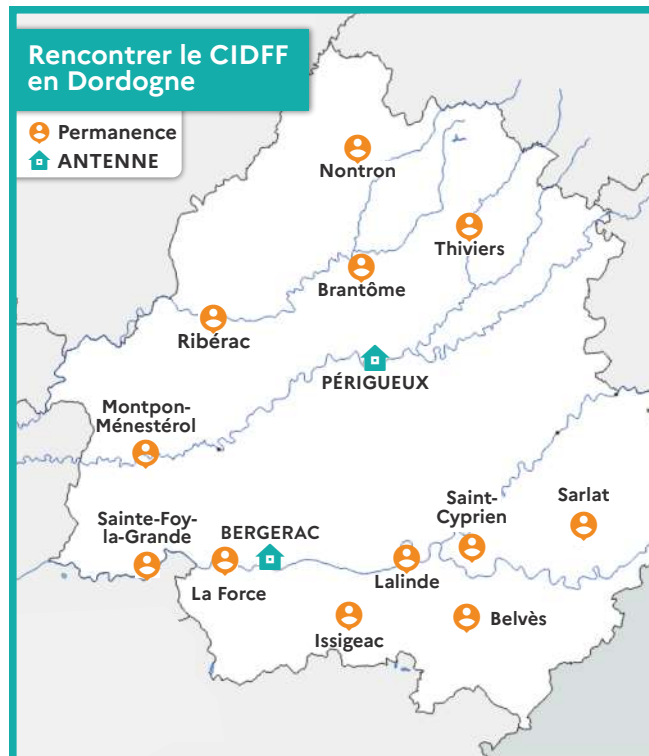 Rencontrer le CIDFF
en Dordogne
Permanence
ANTENNE
Nontron
Thiviers
Brantôme
Ribérac
PÉRIGUEUX
Montpon-
Ménestérol
Saint-
Cyprien
Sarlat
Sainte-Foy-
la-Grande
BERGERAC
La Force
Lalinde
Issigeac
Belvès